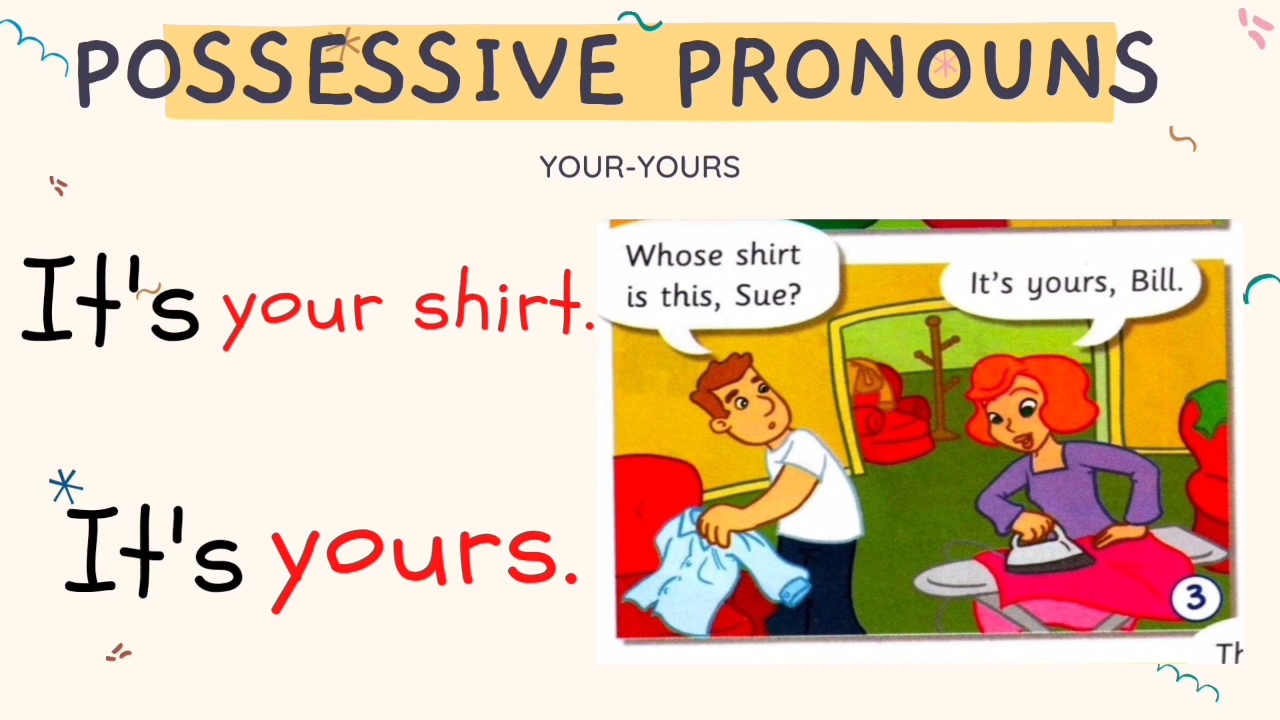 POSSESSIVE PRONOUNS
YOUR-YOURS
It's your shirt.
It's yours.
Whose shirt
is this, Sue?
It's yours, Bill.
3